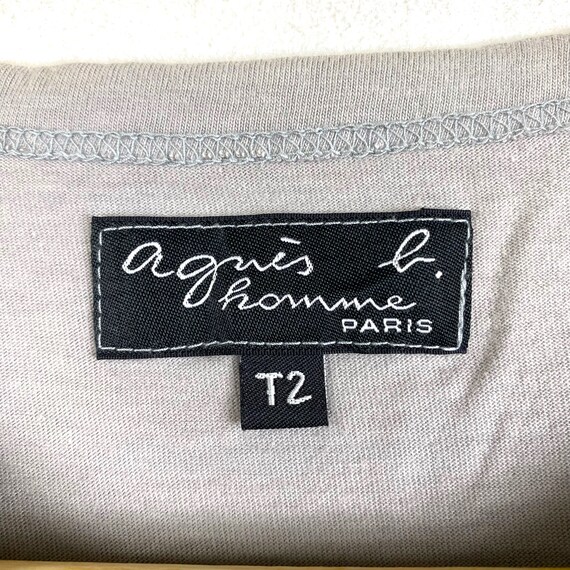 agnès b.
homme
PARIS
T2